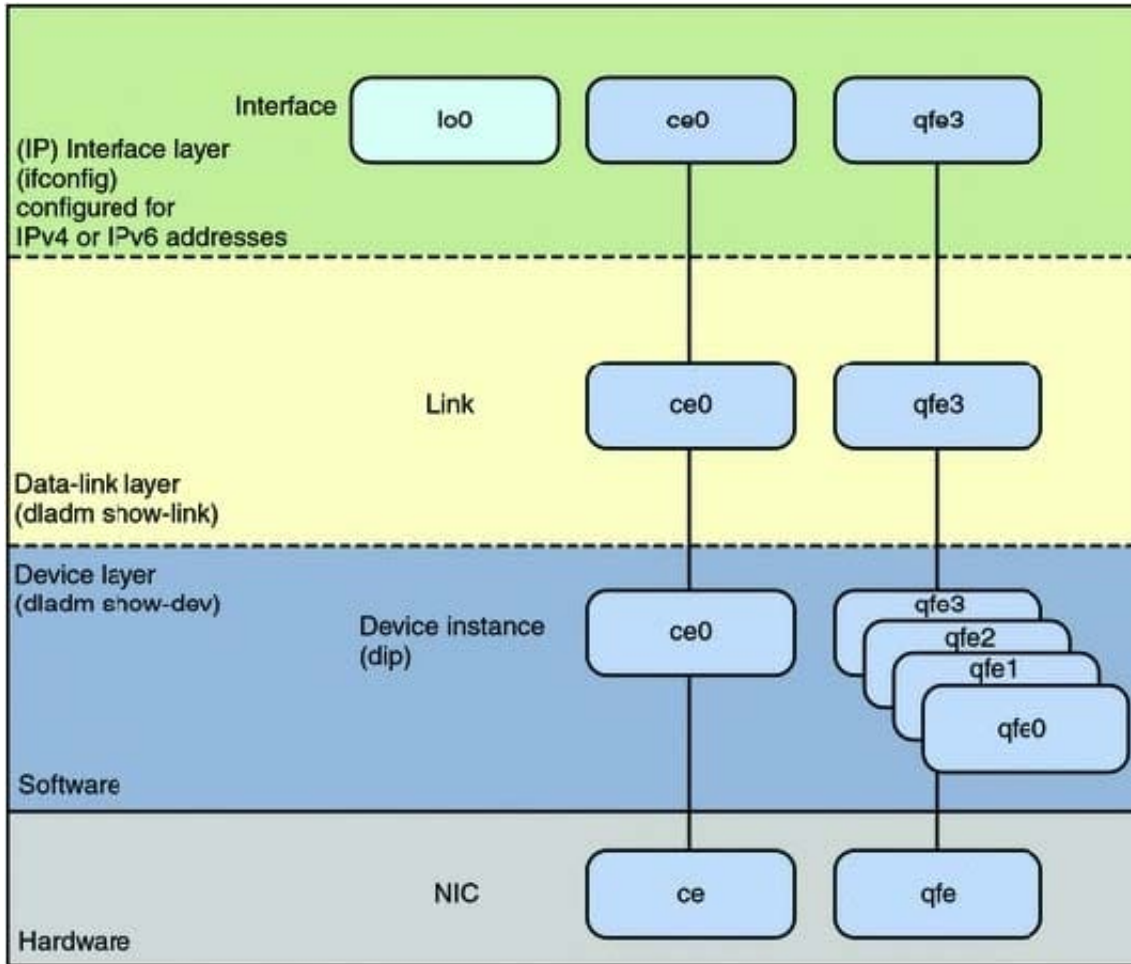 Interface
lo0
ce0
qfe3
(IP) Interface layer
(ifconfig)
configured for
IPv4 or IPv6 addresses
Link
ce0
qfe3
Data-link layer
(dladm show-link)
Device layer
(dladm show-dev)
Device instance
(dip)
ce0
qfe3
qfe2
qfe1
qfe0
Software
NIC
ce
qfe
Hardware